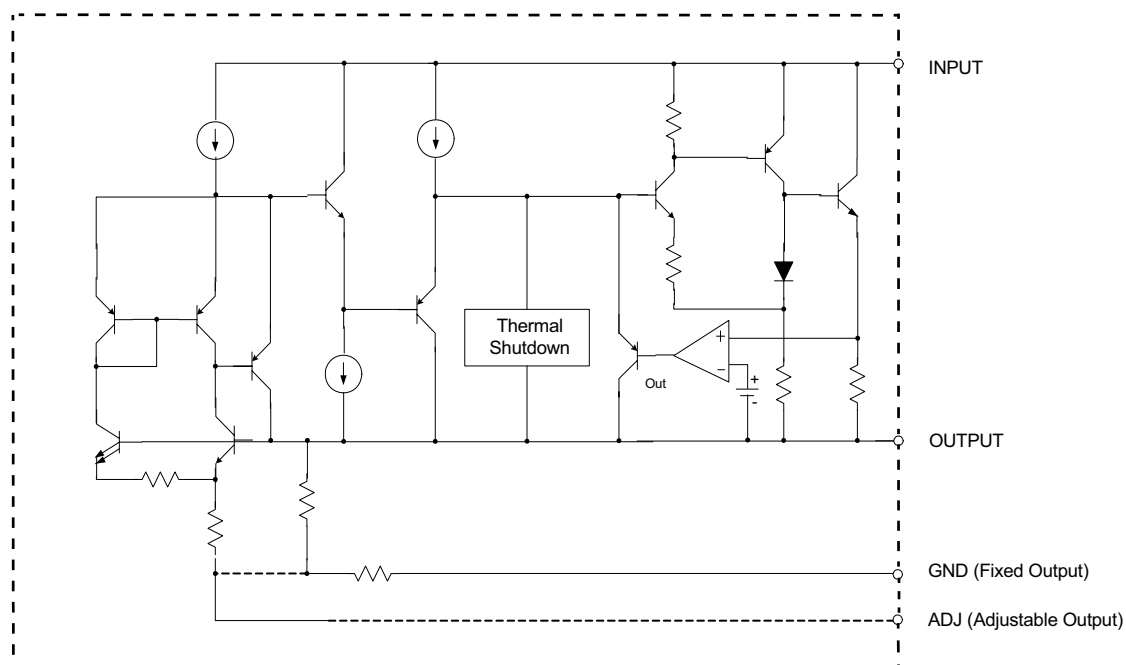 INPUT
Thermal
Shutdown
+
−
Out
+
-
OUTPUT
GND (Fixed Output)
ADJ (Adjustable Output)